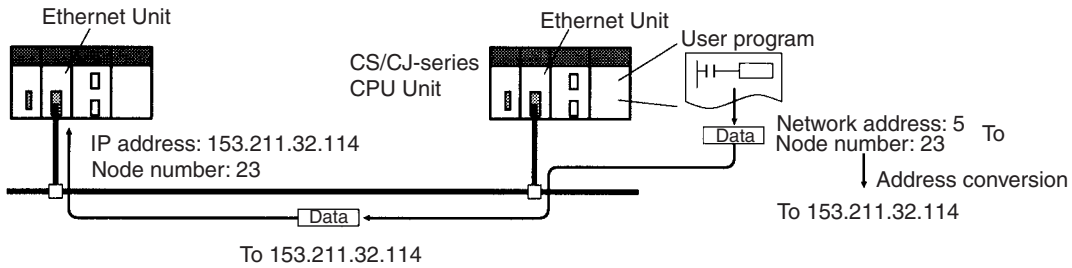 Ethernet Unit
Ethernet Unit
User program
CS/CJ-series
CPU Unit
IP address: 153.211.32.114
Node number: 23
Data
Network address: 5
Node number: 23
To
Address conversion
To 153.211.32.114
Data
To 153.211.32.114